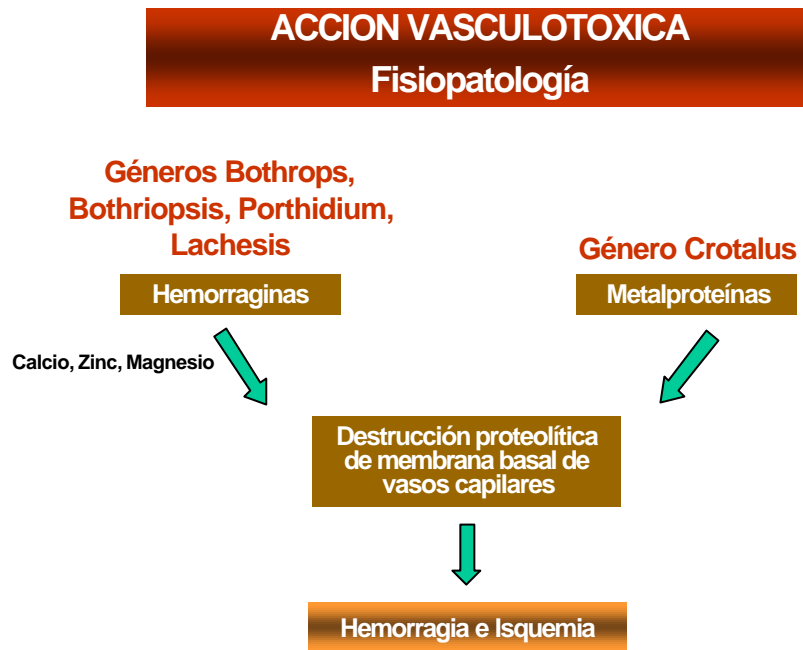 ACCION VASCULOTOXICA
Fisiopatología
Géneros Bothrops,
Bothriopsis, Porthidium,
Lachesis
Género Crotalus
Hemorraginas
Metalproteínas
Calcio, Zinc, Magnesio
Destrucción proteolítica
de membrana basal de
vasos capilares
Hemorragia e Isquemia